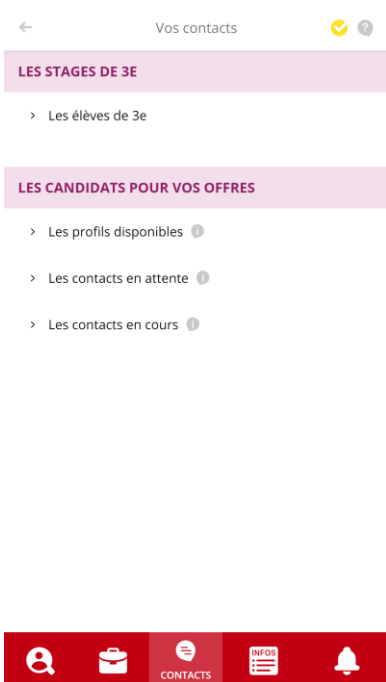 Vos contacts
?
LES STAGES DE 3E
Les élèves de 3e
LES CANDIDATS POUR VOS OFFRES
Les profils disponibles i
Les contacts en attente i
Les contacts en cours i
CONTACTS
INFOS